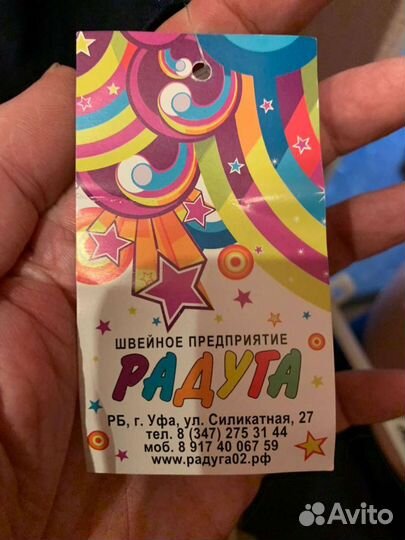 ШВЕЙНОЕ ПРЕДПРИЯТИЕ
РАДУГА
РБ, г. Уфа, ул. Силикатная, 27
тел. 8 (347) 275 31 44
моб. 8 917 40 067 59
www.радуга02.рф
Avito